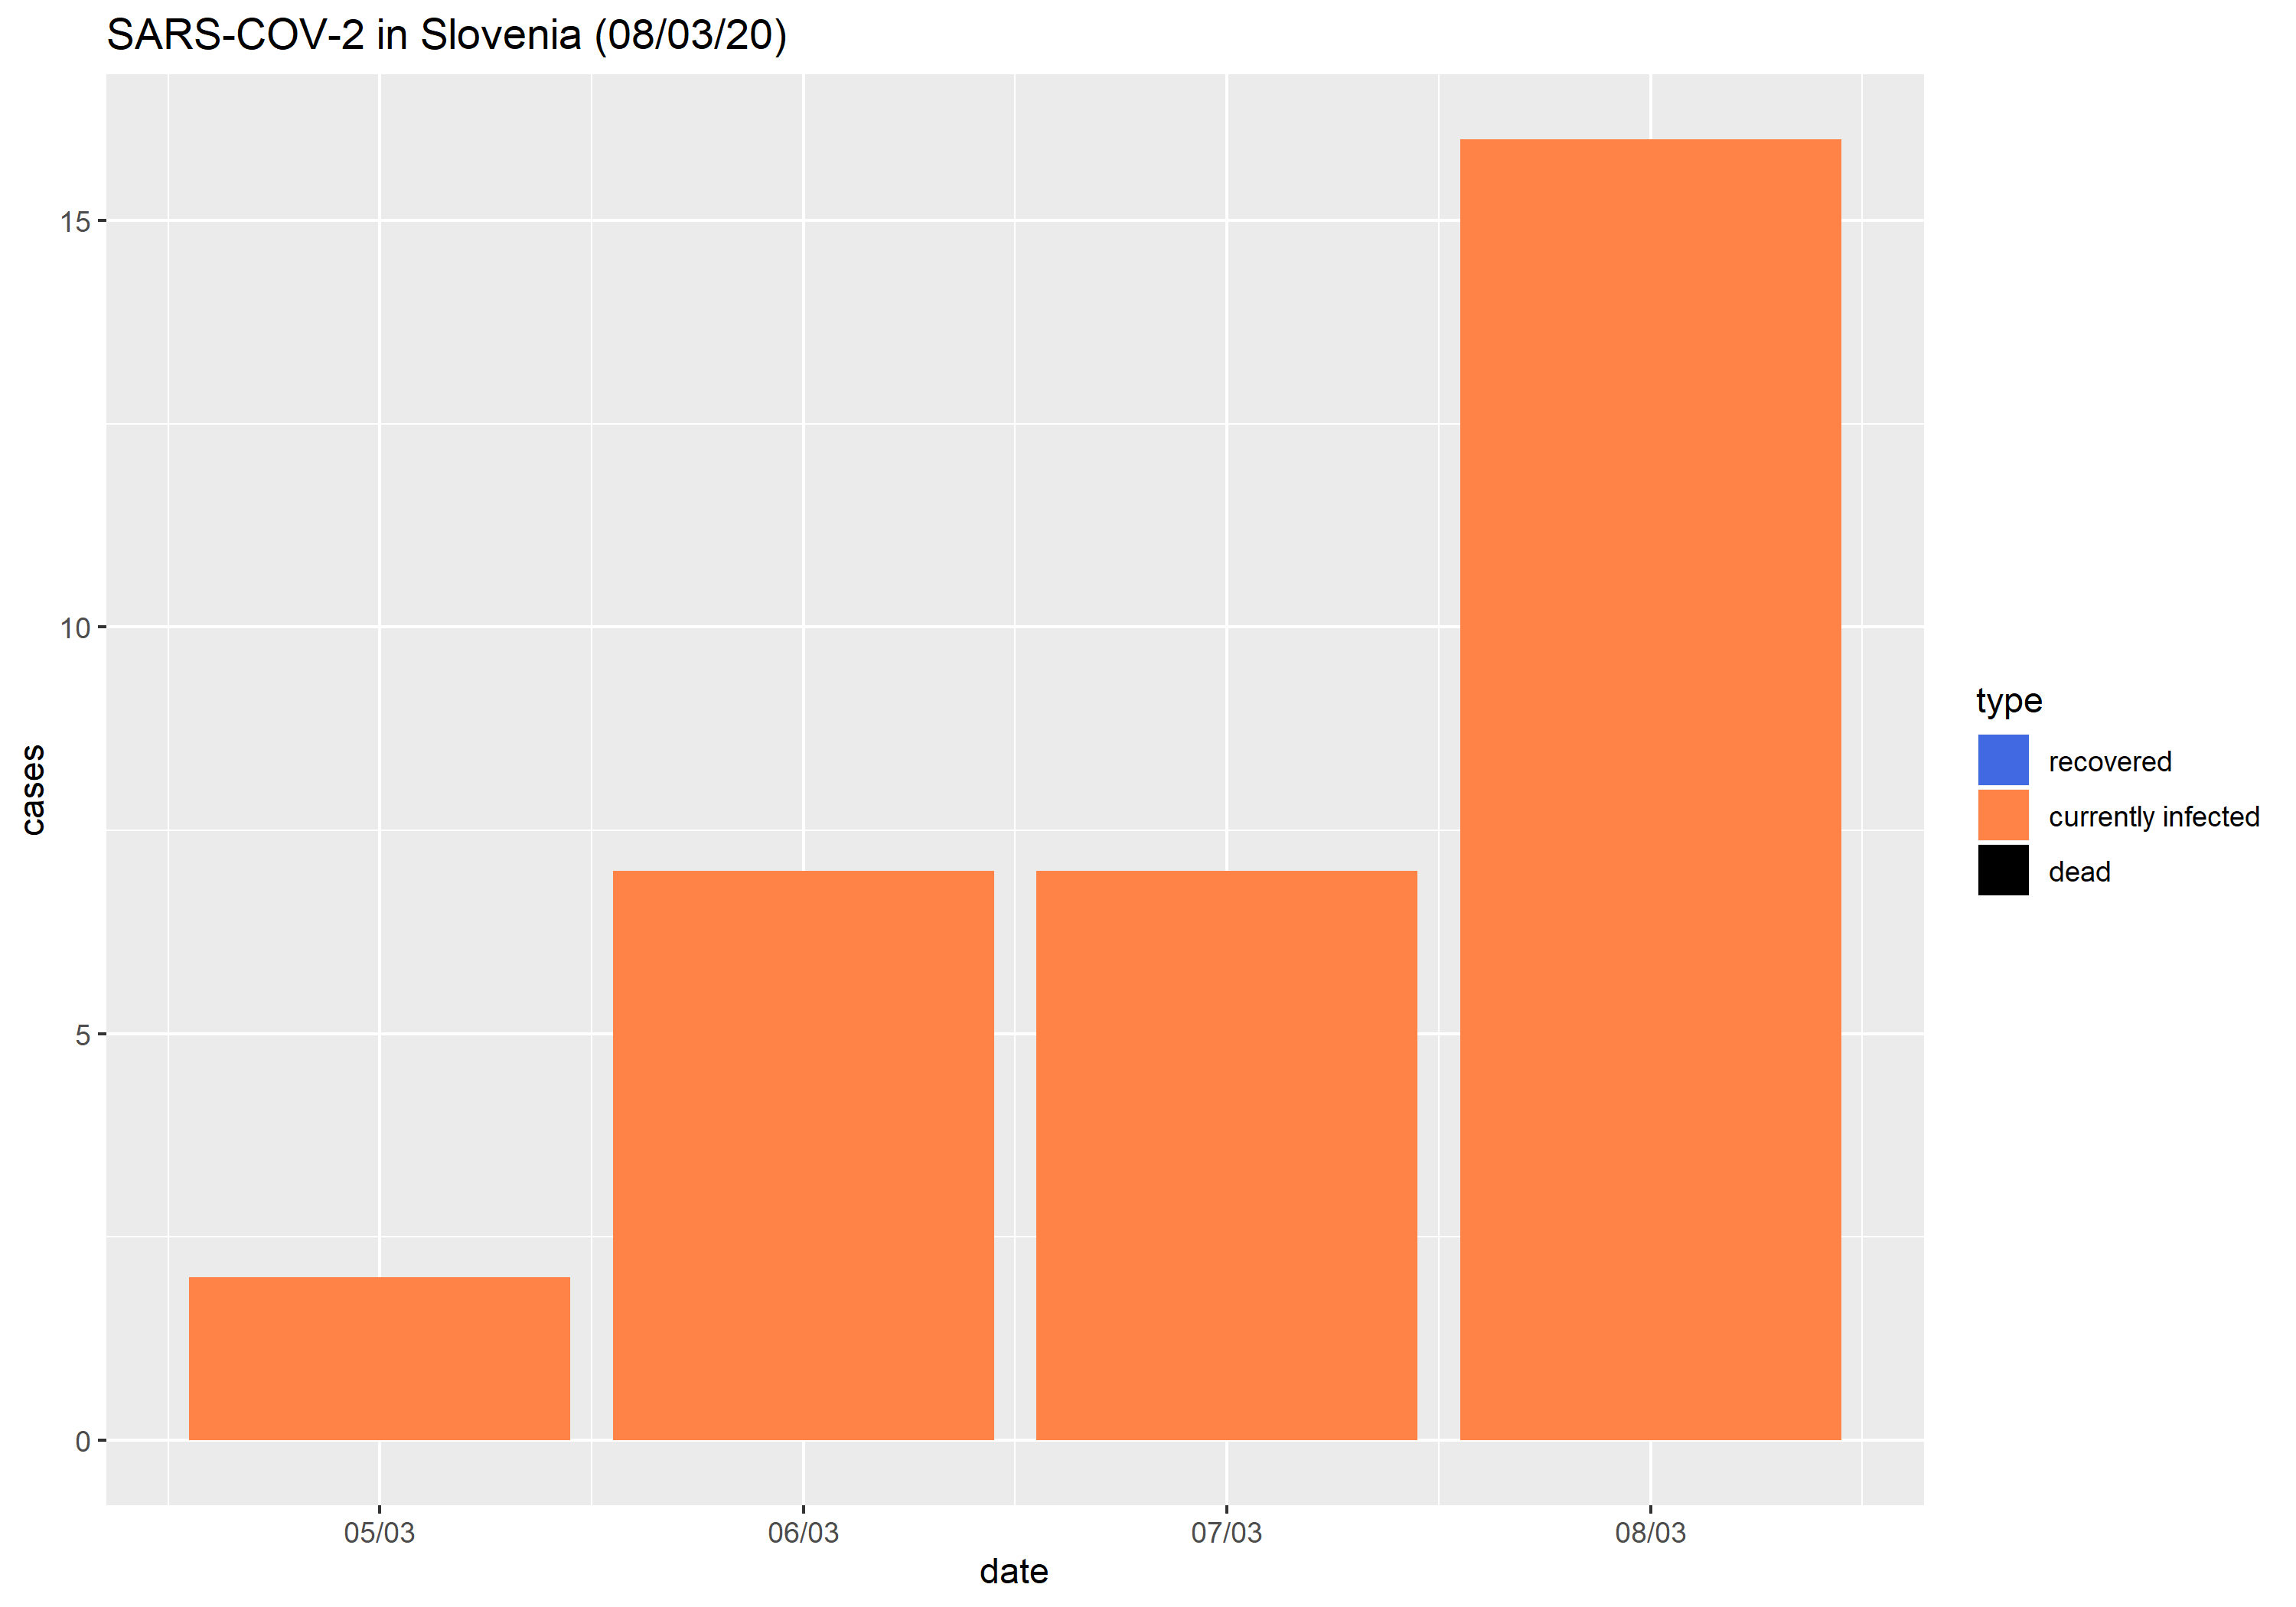 SARS-COV-2 in Slovenia (08/03/20)
15
10
5
0
cases
05/03
06/03
07/03
08/03
date
type
recovered
currently infected
dead